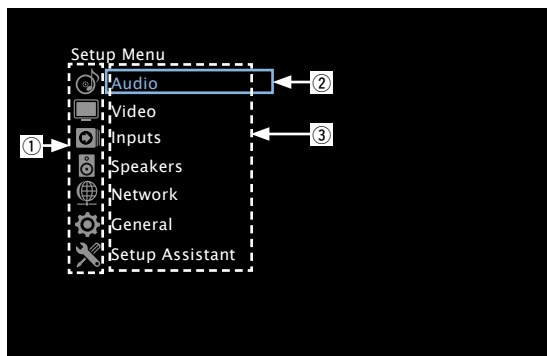 Setup Menu
Audio
②
Video
①
Inputs
③
Speakers
Network
General
Setup Assistant